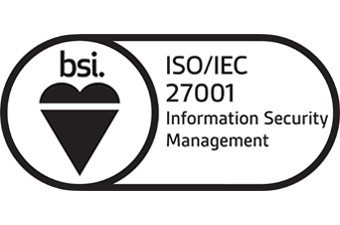 bsi.
ISO/IEC
27001
Information Security
Management